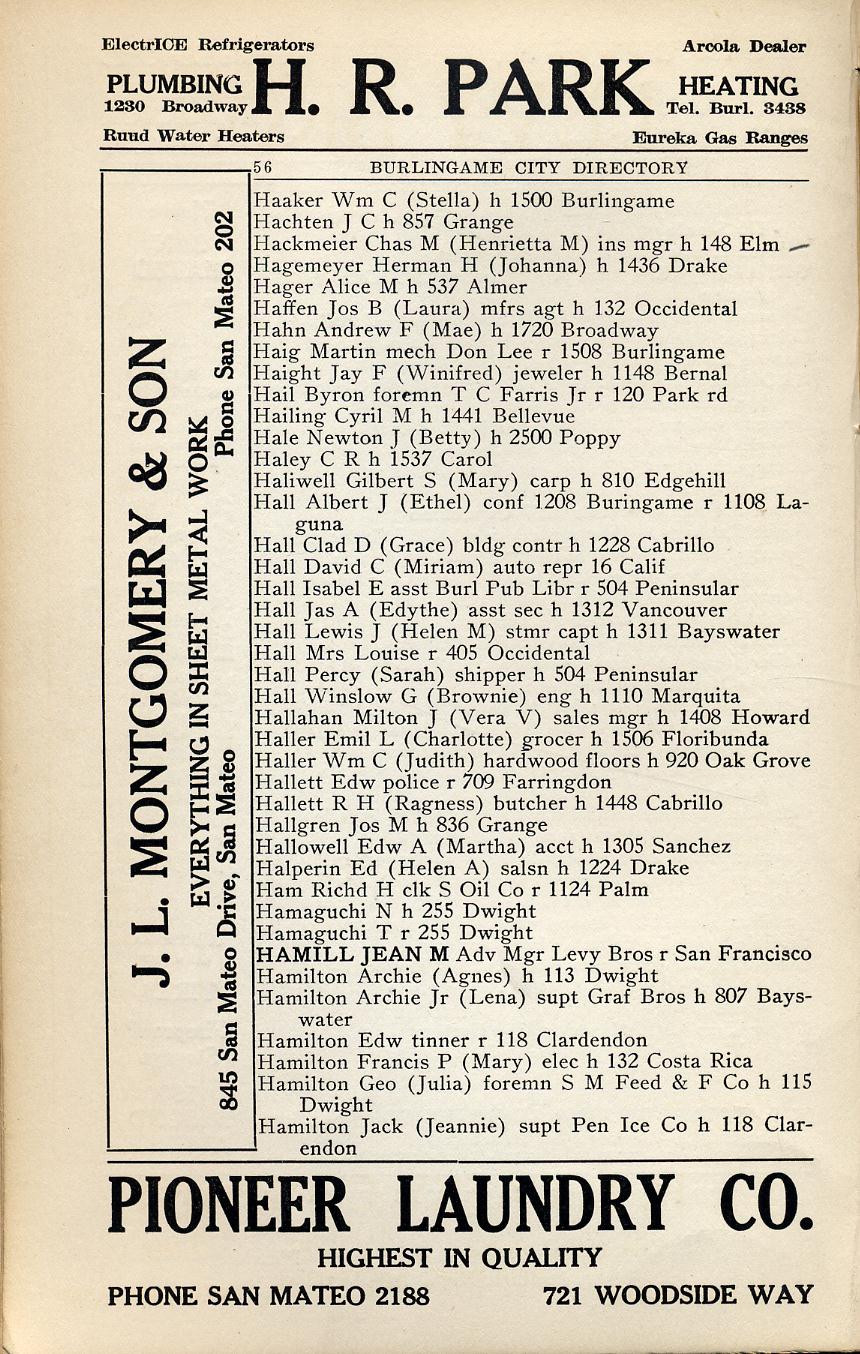 ElectrICE Refrigerators
Arcola Dealer
PLUMBING
1230 Broadway
H. R. PARK
HEATING
Tel. Burl. 3438
Ruud Water Heaters
Eureka Gas Ranges
56 BURLINGAME CITY DIRECTORY
J. L. MONTGOMERY & SON
EVERYTHING IN SHEET METAL WORK
845 San Mateo Drive, San Mateo Phone San Mateo 202
Haaker Wm C (Stella) h 1500 Burlingame
Hachten J C h 857 Grange
Hackmeier Chas M (Henrietta M) ins mgr h 148 Elm
Hagemeyer Herman H (Johanna) h 1436 Drake
Hager Alice M h 537 Almer
Haffen Jos B (Laura) mfrs agt h 132 Occidental
Hahn Andrew F (Mae) h 1720 Broadway
Haig Martin mech Don Lee r 1508 Burlingame
Haight Jay F (Winifred) jeweler h 1148 Bernal
Hail Byron foremn T C Farris Jr r 120 Park rd
Hailing Cyril M h 1441 Bellevue
Hale Newton J (Betty) h 2500 Poppy
Haley C R h 1537 Carol
Haliwell Gilbert S (Mary) carp h 810 Edgehill
Hall Albert J (Ethel) conf 1208 Buringame r 1108 La-
guna
Hall Clad D (Grace) bldg contr h 1228 Cabrillo
Hall David C (Miriam) auto repr 16 Calif
Hall Isabel E asst Burl Pub Libr r 504 Peninsular
Hall Jas A (Edythe) asst sec h 1312 Vancouver
Hall Lewis J (Helen M) stmr capt h 1311 Bayswater
Hall Mrs Louise r 405 Occidental
Hall Percy (Sarah) shipper h 504 Peninsular
Hall Winslow G (Brownie) eng h 1110 Marquita
Hallahan Milton J (Vera V) sales mgr h 1408 Howard
Haller Emil L (Charlotte) grocer h 1506 Floribunda
Haller Wm C (Judith) hardwood floors h 920 Oak Grove
Hallett Edw police r 709 Farringdon
Hallett R H (Ragness) butcher h 1448 Cabrillo
Hallgren Jos M h 836 Grange
Hallowell Edw A (Martha) acct h 1305 Sanchez
Halperin Ed (Helen A) salsn h 1224 Drake
Ham Richd H clk S Oil Co r 1124 Palm
Hamaguchi N h 255 Dwight
Hamaguchi T r 255 Dwight
HAMILL JEAN M Adv Mgr Levy Bros r San Francisco
Hamilton Archie (Agnes) h 113 Dwight
Hamilton Archie Jr (Lena) supt Graf Bros h 807 Bays-
water
Hamilton Edw tinner r 118 Clardendon
Hamilton Francis P (Mary) elec h 132 Costa Rica
Hamilton Geo (Julia) foremn S M Feed & F Co h 115
Dwight
Hamilton Jack (Jeannie) supt Pen Ice Co h 118 Clar-
endon
PIONEER LAUNDRY CO.
HIGHEST IN QUALITY
PHONE SAN MATEO 2188 721 WOODSIDE WAY